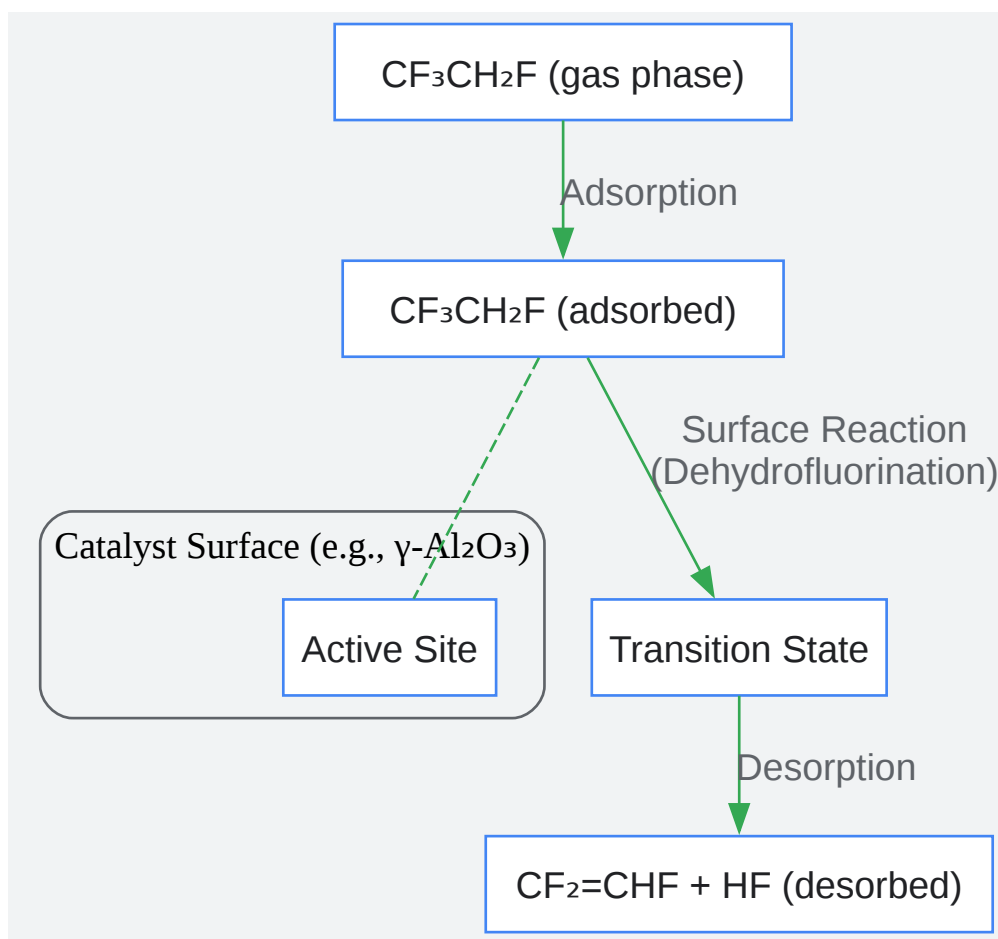 CF₃CH₂F (gas phase)
Adsorption
CF₃CH₂F (adsorbed)
Surface Reaction
(Dehydrofluorination)
Catalyst Surface (e.g., γ-Al₂O₃)
Active Site
Transition State
Desorption
CF₂=CHF + HF (desorbed)